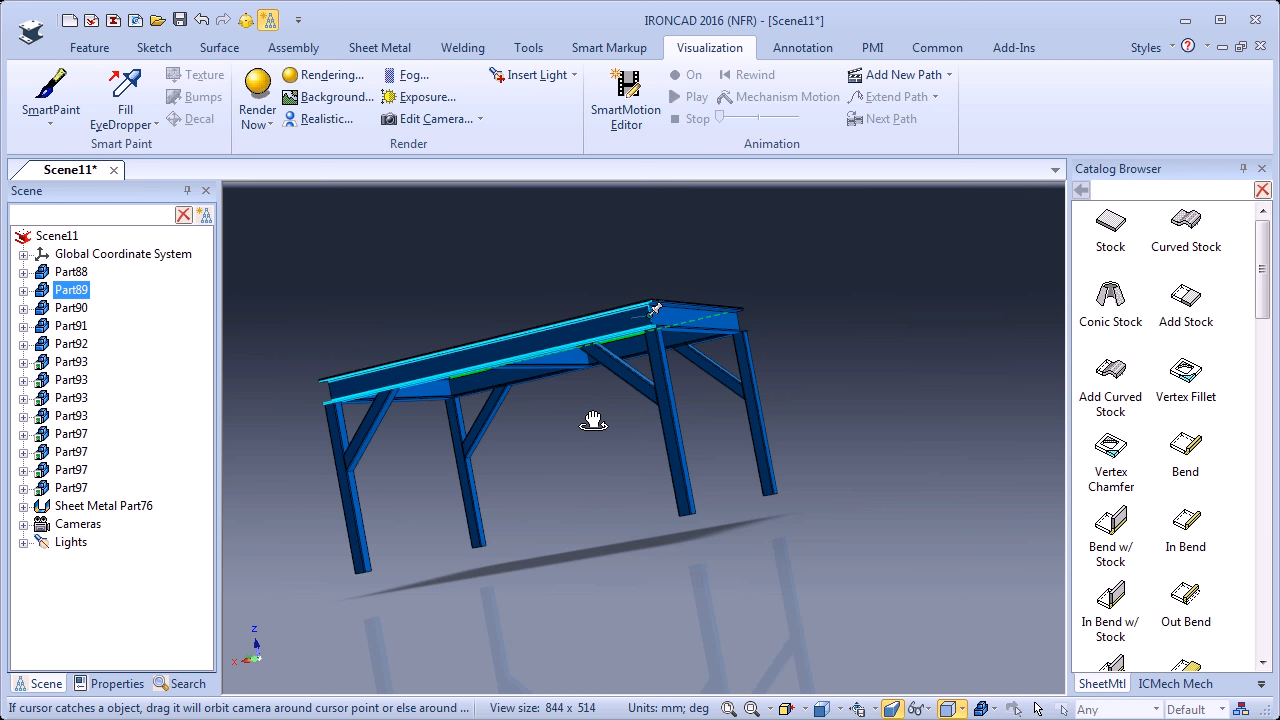 IRONCAD 2016 (NFR) - [Scene11*]
Feature Sketch Surface Assembly Sheet Metal Welding Tools Smart Markup Visualization Annotation PMI Common Add-Ins Styles
SmartPaint
Fill
EyeDropper
Texture
Bumps
Decal
Smart Paint
Render
Now
Rendering...
Background...
Realistic...
Fog...
Exposure...
Edit Camera...
Insert Light
Render
SmartMotion
Editor
On
Play
Stop
Rewind
Mechanism Motion
Add New Path
Extend Path
Next Path
Animation
Scene11*
Scene
Scene11
Global Coordinate System
Part88
Part89
Part90
Part91
Part92
Part93
Part93
Part93
Part93
Part97
Part97
Part97
Part97
Sheet Metal Part76
Cameras
Lights
Scene Properties Search
z
x
Catalog Browser
Stock Curved Stock
Conic Stock Add Stock
Add Curved
Stock
Vertex Fillet
Vertex
Chamfer
Bend
Bend w/
Stock
In Bend
In Bend w/
Stock
Out Bend
SheetMtl ICMech Mech
If cursor catches a object, drag it will orbit camera around cursor point or else around ... View size: 844 x 514 Units: mm; deg Any Default